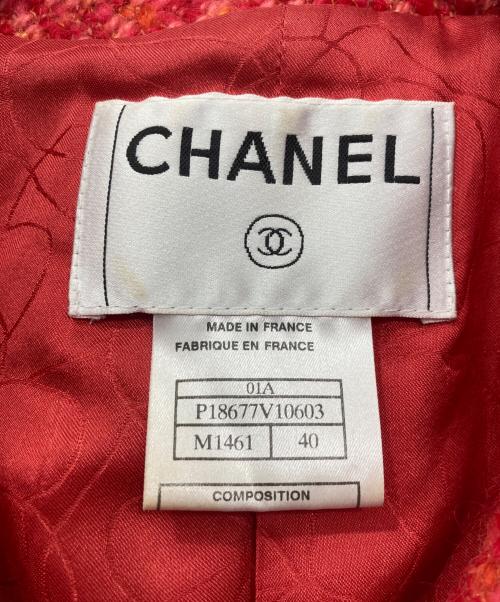 CHANEL
MADE IN FRANCE
FABRIQUE EN FRANCE
01A
P18677V10603
M1461 40
COMPOSITION